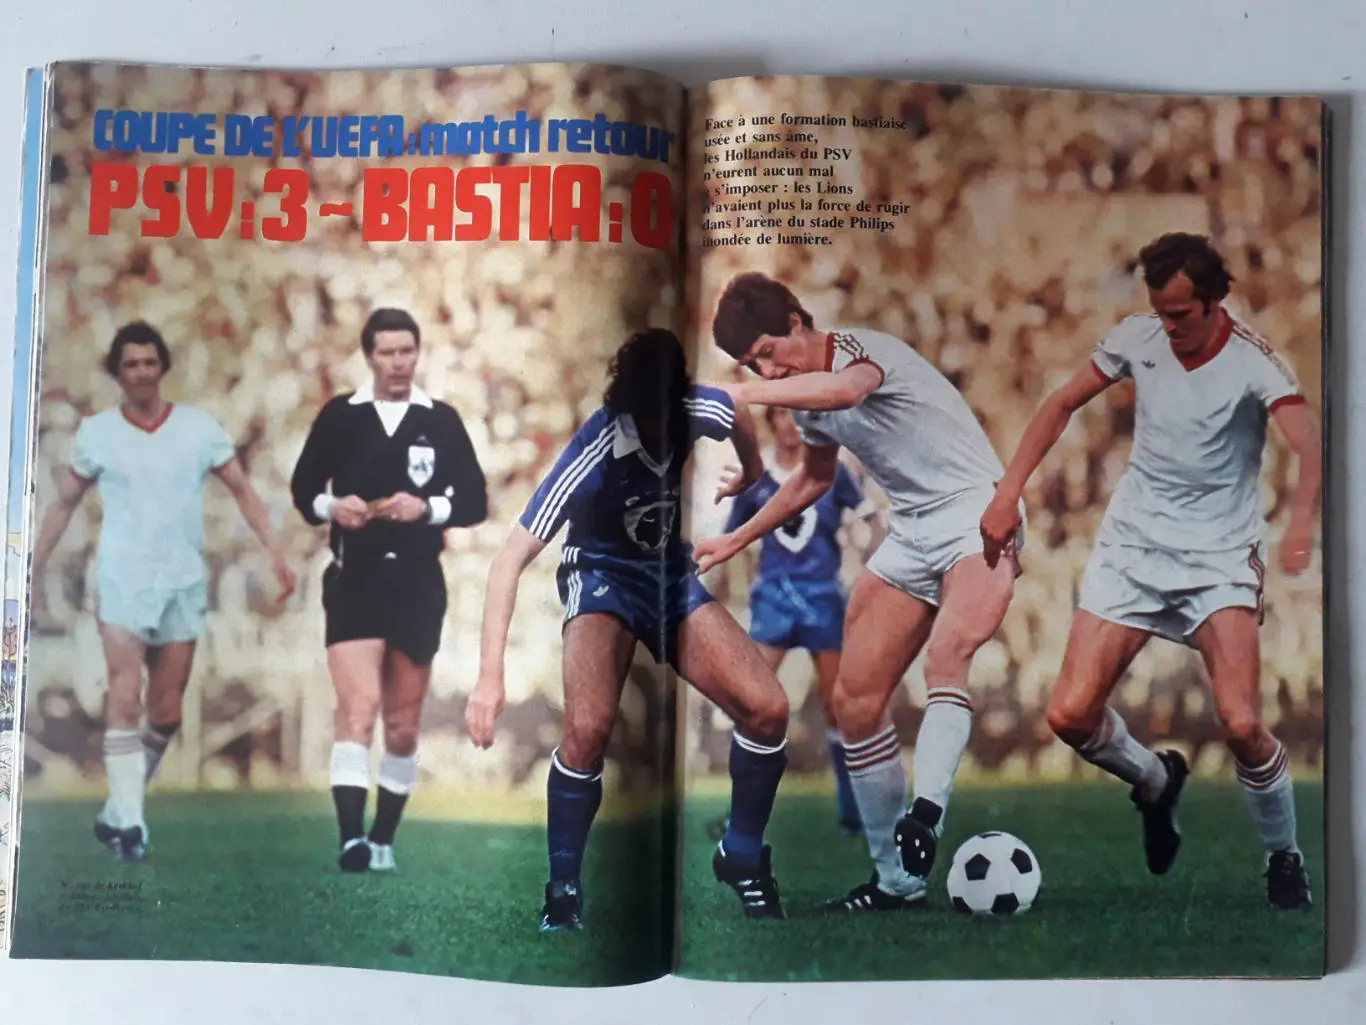 COUPE DE L'UEFA : match retour
PSV : 3 ~ BASTIA : 0
Face à une formation bastiaise
usée et sans âme,
les Hollandais du PSV
n'eurent aucun mal
à s'imposer : les Lions
n'avaient plus la force de rugir
dans l'arène du stade Philips
inondée de lumière.